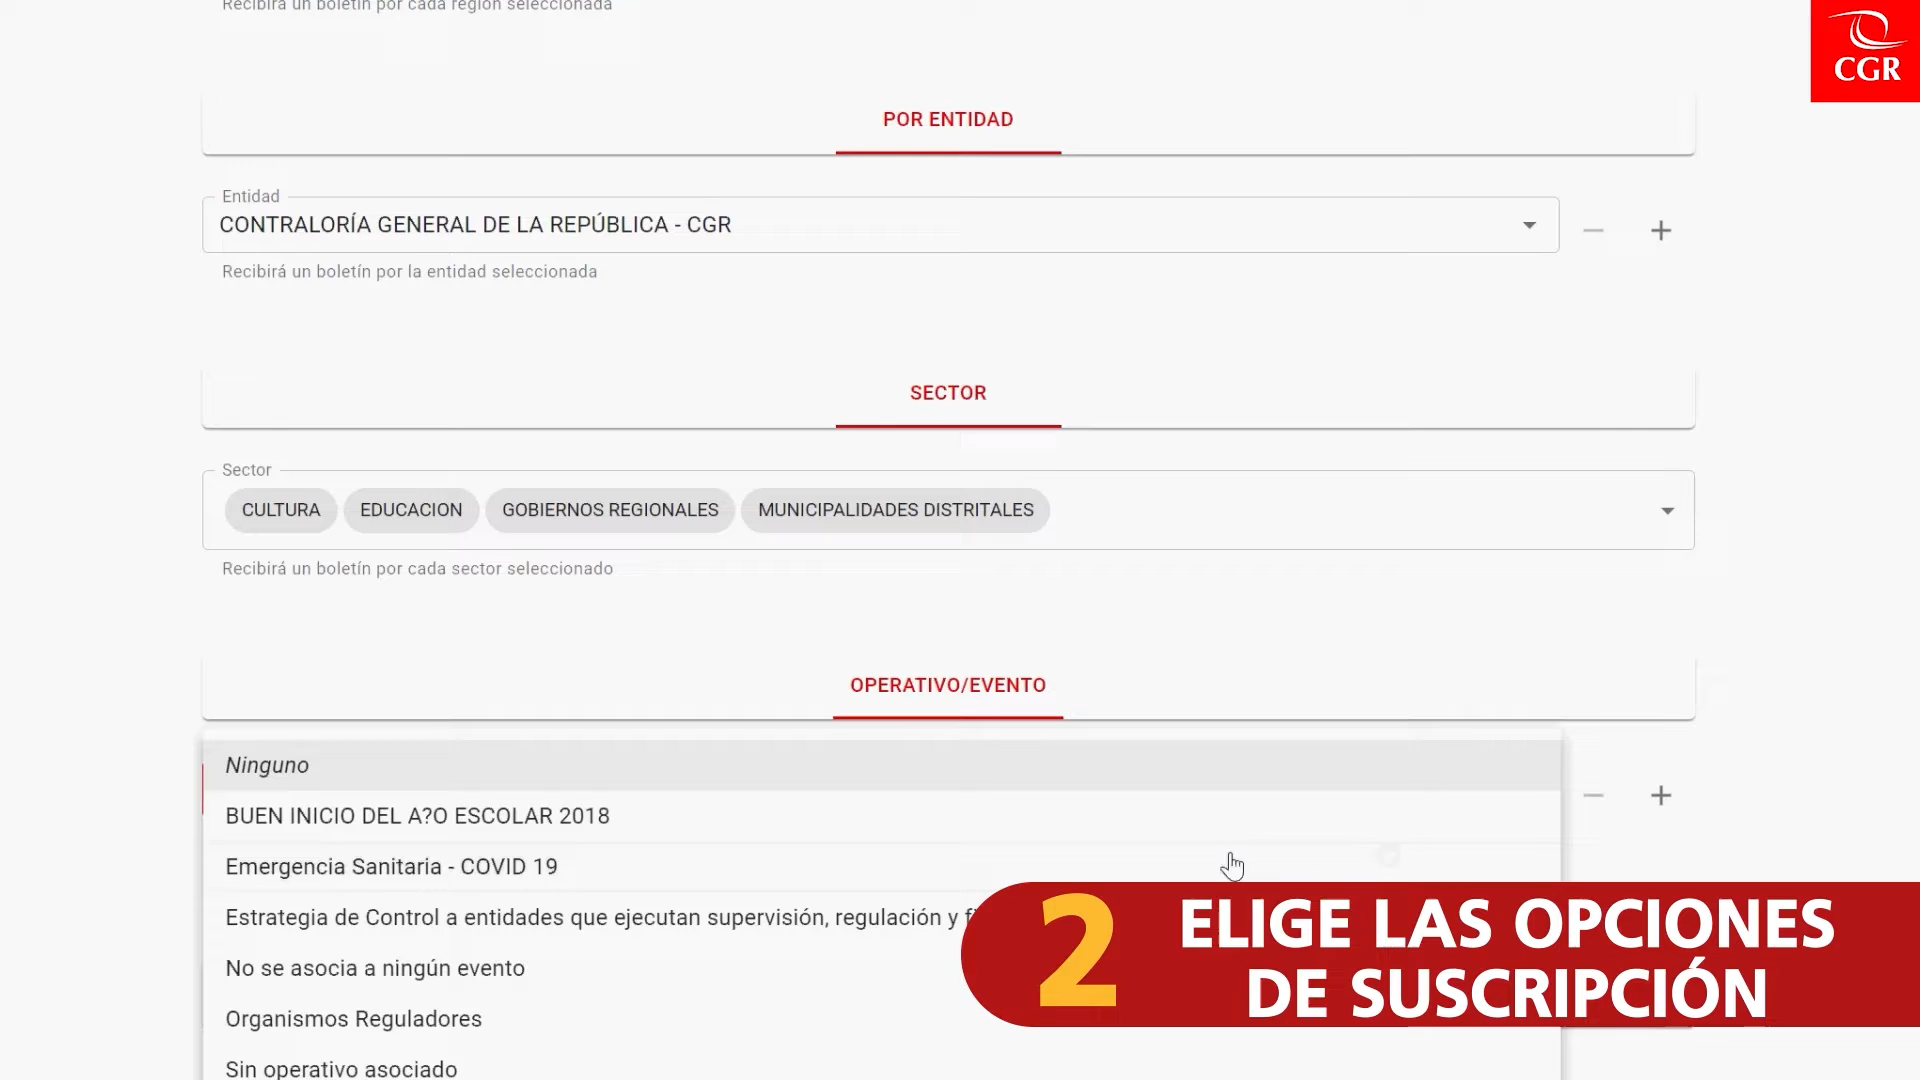 Recibirá un boletín por cada región seleccionada
CGR
POR ENTIDAD
Entidad
CONTRALORÍA GENERAL DE LA REPÚBLICA - CGR
Recibirá un boletín por la entidad seleccionada
SECTOR
Sector
CULTURA EDUCACION GOBIERNOS REGIONALES MUNICIPALIDADES DISTRITALES
Recibirá un boletín por cada sector seleccionado
OPERATIVO/EVENTO
Ninguno
BUEN INICIO DEL A?O ESCOLAR 2018
Emergencia Sanitaria - COVID 19
Estrategia de Control a entidades que ejecutan supervisión, regulación y
No se asocia a ningún evento
Organismos Reguladores
Sin operativo asociado
2 ELIGE LAS OPCIONES
DE SUSCRIPCIÓN